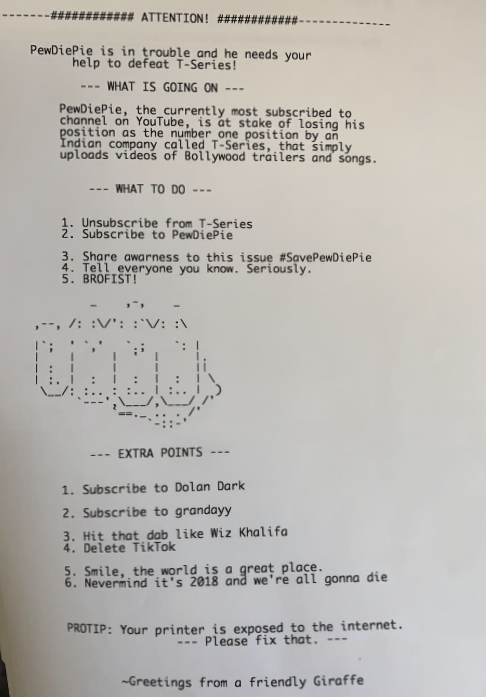 -------############ ATTENTION! ############---------------
PewDiePie is in trouble and he needs your
help to defeat T-Series!
--- WHAT IS GOING ON ---
PewDiePie, the currently most subscribed to
channel on YouTube, is at stake of losing his
position as the number one position by an
Indian company called T-Series, that simply
uploads videos of Bollywood trailers and songs.
--- WHAT TO DO ---
1. Unsubscribe from T-Series
2. Subscribe to PewDiePie
3. Share awarness to this issue #SavePewDiePie
4. Tell everyone you know. Seriously.
5. BROFIST!
--- EXTRA POINTS ---
1. Subscribe to Dolan Dark
2. Subscribe to grandayy
3. Hit that dab like Wiz Khalifa
4. Delete TikTok
5. Smile, the world is a great place.
6. Nevermind it's 2018 and we're all gonna die
PROTIP: Your printer is exposed to the internet.
--- Please fix that. ---
~Greetings from a friendly Giraffe